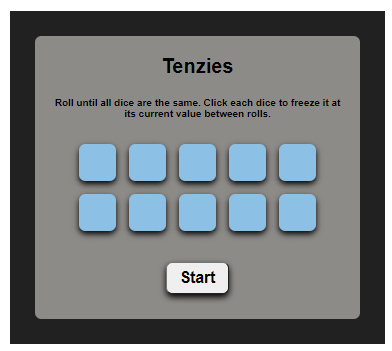 Tenzies
Roll until all dice are the same. Click each dice to freeze it at
its current value between rolls.
Start